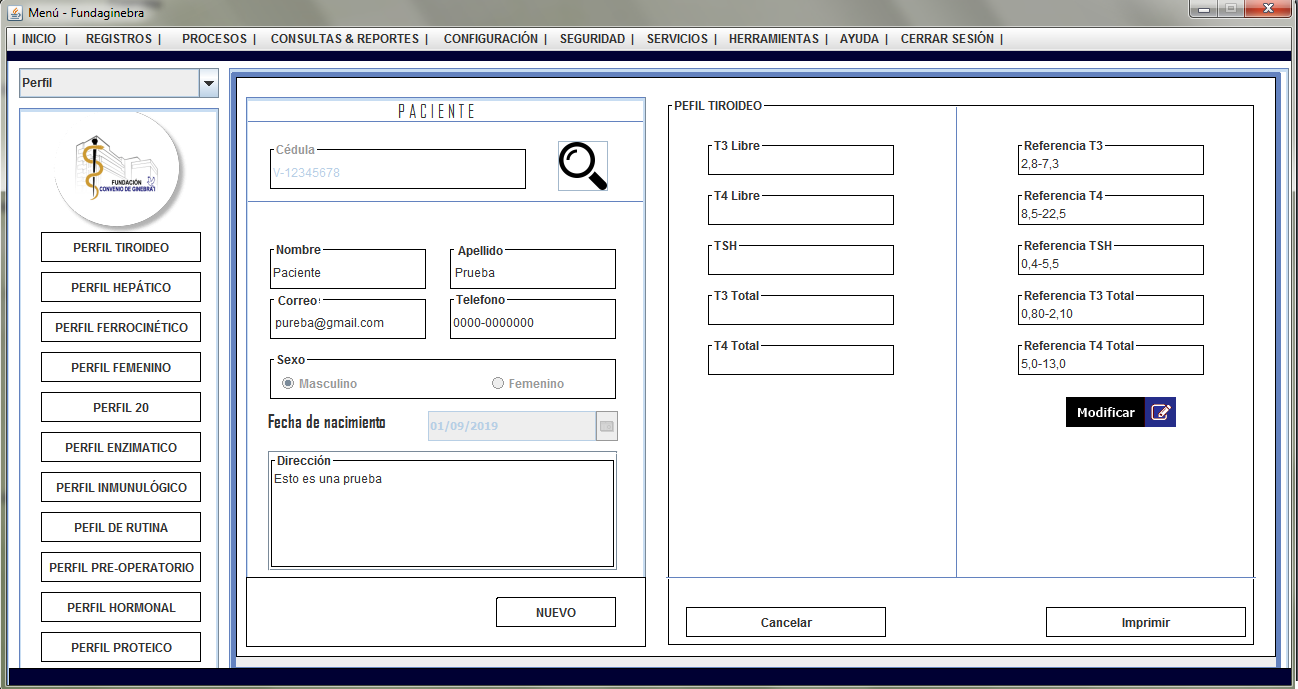 Menú - Fundaginebra
| INICIO | REGISTROS | PROCESOS | CONSULTAS & REPORTES | CONFIGURACIÓN | SEGURIDAD | SERVICIOS | HERRAMIENTAS | AYUDA | CERRAR SESIÓN |
Perfil
FUNDACIÓN
CONVENIO DE GINEBRA
PERFIL TIROIDEO
PERFIL HEPÁTICO
PERFIL FERROCINÉTICO
PERFIL FEMENINO
PERFIL 20
PERFIL ENZIMATICO
PERFIL INMUNULÓGICO
PEFIL DE RUTINA
PERFIL PRE-OPERATORIO
PERFIL HORMONAL
PERFIL PROTEICO
PACIENTE
Cédula
V-12345678
Nombre
Paciente
Apellido
Prueba
Correo:
pureba@gmail.com
Telefono
0000-0000000
Sexo
Masculino
Femenino
Fecha de nacimiento
01/09/2019
Dirección
Esto es una prueba
NUEVO
PEFIL TIROIDEO
T3 Libre
T4 Libre
TSH
T3 Total
T4 Total
Referencia T3
2,8-7,3
Referencia T4
8,5-22,5
Referencia TSH
0,4-5,5
Referencia T3 Total
0,80-2,10
Referencia T4 Total
5,0-13,0
Modificar
Cancelar
Imprimir